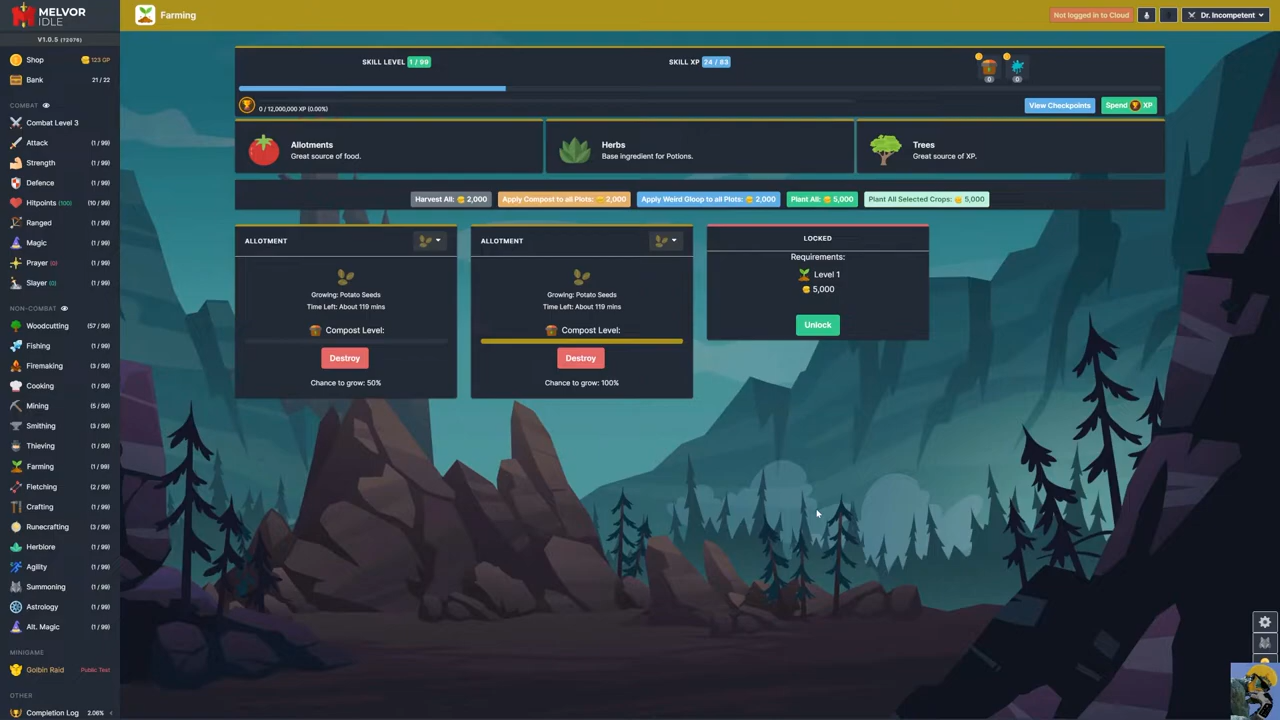 MELVOR
IDLE
V1.0.5 (?2076)
Shop 123 GP
Bank 21 / 22
COMBAT
Combat Level 3
Attack (1 / 99)
Strength (1 / 99)
Defence (1 / 99)
Hitpoints (100) (10 / 99)
Ranged (1 / 99)
Magic (1 / 99)
Prayer (0) (1 / 99)
Slayer (0) (1 / 99)
NON-COMBAT
Woodcutting (57 / 99)
Fishing (1 / 99)
Firemaking (3 / 99)
Cooking (1 / 99)
Mining (5 / 99)
Smithing (3 / 99)
Thieving (1 / 99)
Farming (1 / 99)
Fletching (2 / 99)
Crafting (1 / 99)
Runecrafting (3 / 99)
Herblore (1 / 99)
Agility (1 / 99)
Summoning (1 / 99)
Astrology (1 / 99)
Alt. Magic (1 / 99)
MINIGAME
Golbin Raid Public Test
OTHER
Completion Log 2.06%
Farming
Not logged in to Cloud
Dr. Incompetent
SKILL LEVEL 1 / 99
SKILL XP 24 / 83
0
0
0 / 12,000,000 XP (0.00%)
View Checkpoints
Spend XP
Allotments
Great source of food.
Herbs
Base ingredient for Potions.
Trees
Great source of XP.
Harvest All: 2,000
Apply Compost to all Plots: 2,000
Apply Weird Gloop to all Plots: 2,000
Plant All: 5,000
Plant All Selected Crops: 5,000
ALLOTMENT
Growing: Potato Seeds
Time Left: About 119 mins
Compost Level:
Destroy
Chance to grow: 50%
ALLOTMENT
Growing: Potato Seeds
Time Left: About 119 mins
Compost Level:
Destroy
Chance to grow: 100%
LOCKED
Requirements:
Level 1
5,000
Unlock